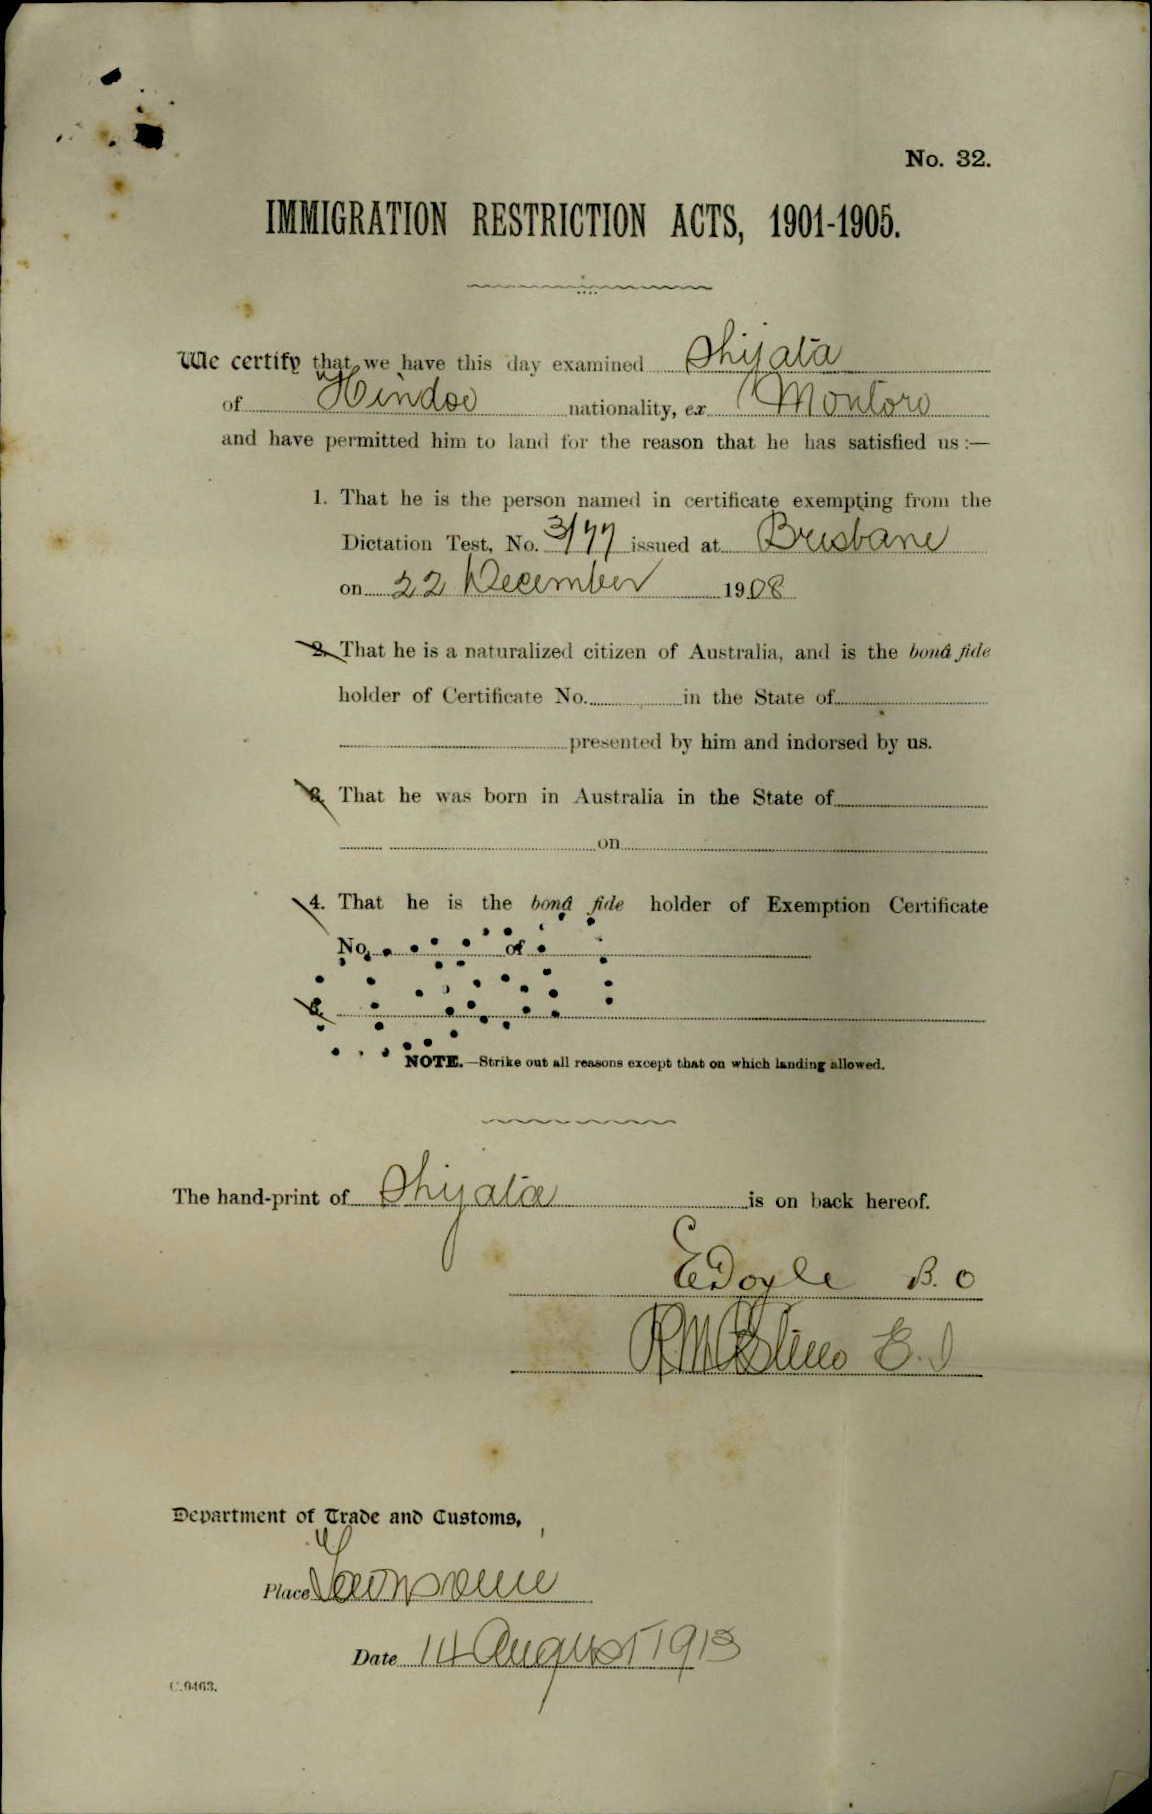 No. 32.
IMMIGRATION RESTRICTION ACTS, 1901-1905.
We certify that we have this day examined Shijata
of Hindoo nationality, ex Montoro
and have permitted him to land for the reason that he has satisfied us :—
1. That he is the person named in certificate exempting from the
Dictation Test, No. 3/77 issued at Brisbane
on 22 December 1908
2. That he is a naturalized citizen of Australia, and is the bonâ fide
holder of Certificate No. in the State of
presented by him and indorsed by us.
3. That he was born in Australia in the State of
on
4. That he is the bonâ fide holder of Exemption Certificate
No. of
5.
NOTE.—Strike out all reasons except that on which landing allowed.
The hand-print of Shijata is on back hereof.
E Doyle B. O
E. I
Department of Trade and Customs,
Place Townsville
Date 14 August 1913
C.9463.